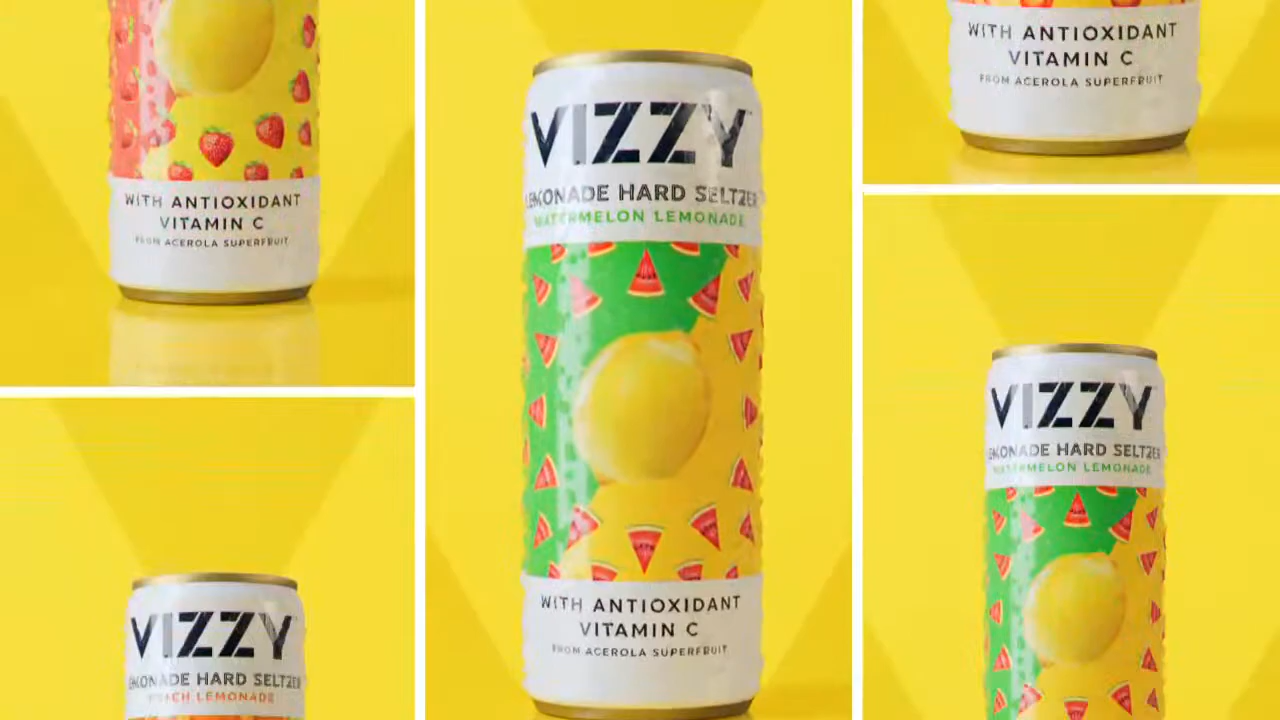 WITH ANTIOXIDANT
VITAMIN C
FROM ACEROLA SUPERFRUIT
VIZZY
LEMONADE HARD SELTZER
PEACH LEMONADE
VIZZY
LEMONADE HARD SELTZER
WATERMELON LEMONADE
WITH ANTIOXIDANT
VITAMIN C
FROM ACEROLA SUPERFRUIT
WITH ANTIOXIDANT
VITAMIN C
FROM ACEROLA SUPERFRUIT
VIZZY
LEMONADE HARD SELTZER
WATERMELON LEMONADE